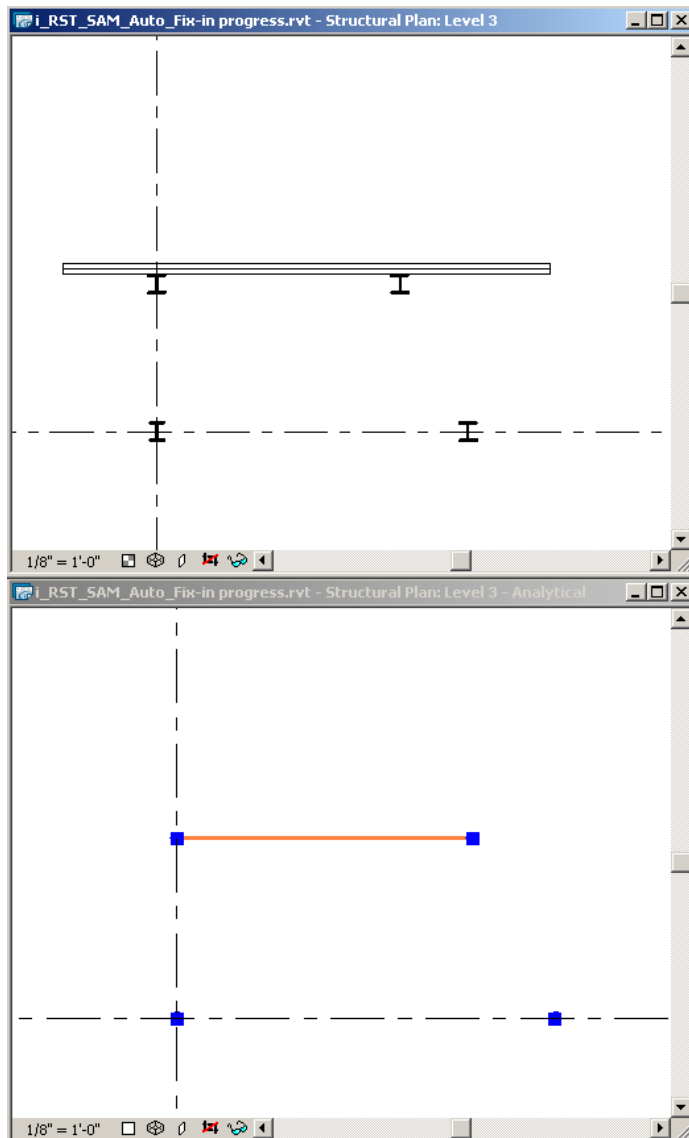 i_RST_SAM_Auto_Fix-in progress.rvt - Structural Plan: Level 3
1/8" = 1'-0"
i_RST_SAM_Auto_Fix-in progress.rvt - Structural Plan: Level 3 - Analytical
1/8" = 1'-0"